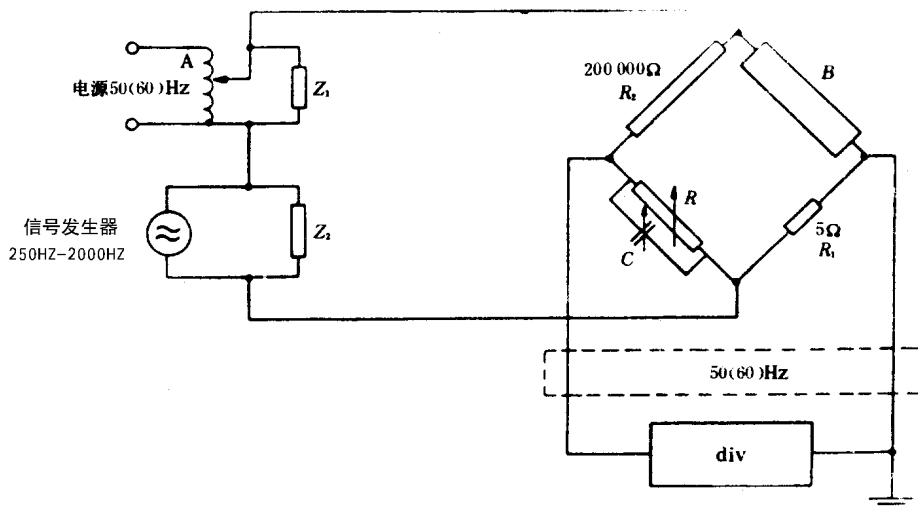 A
电源50(60)Hz
Z₁
信号发生器
250HZ-2000HZ
Z₂
200 000Ω
R₂
B
R
C
5Ω
R₁
50(60)Hz
div